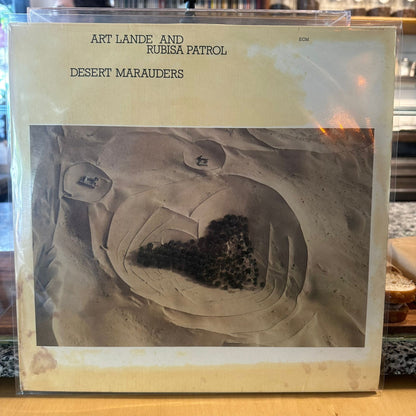 ART LANDE AND
RUBISA PATROL
ECM
DESERT MARAUDERS